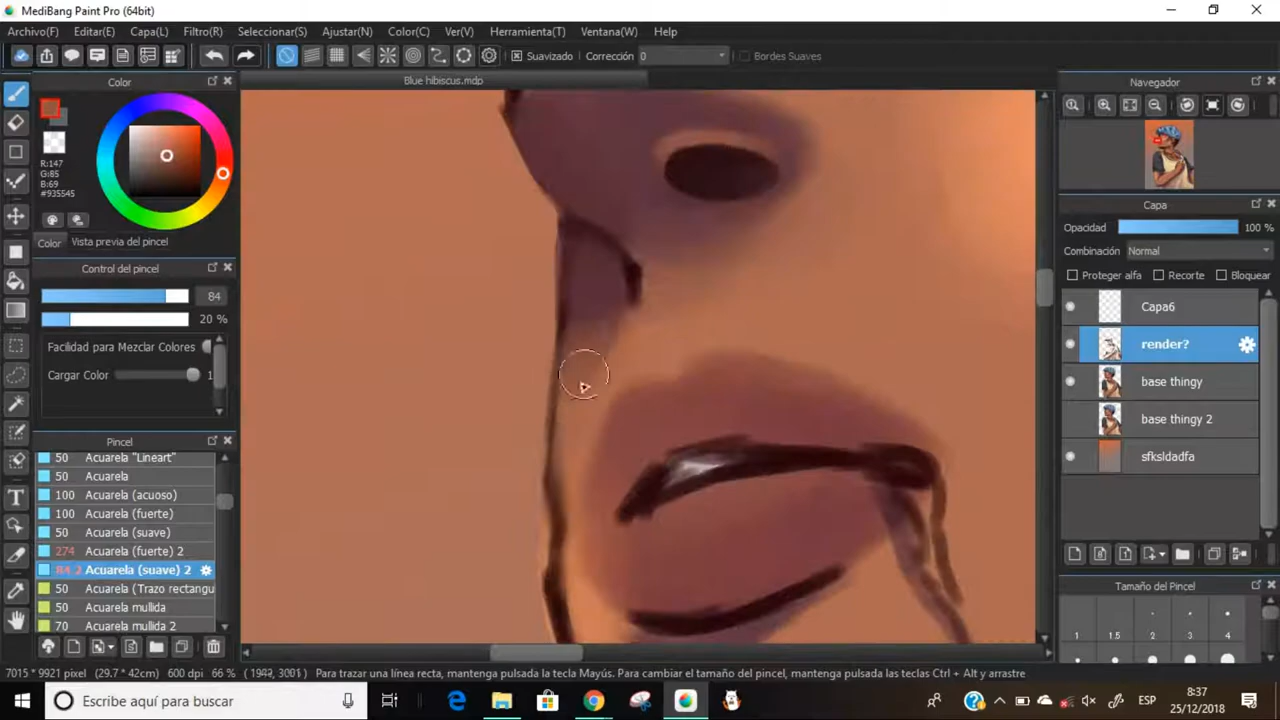 MediBang Paint Pro (64bit)
Archivo(F) Editar(E) Capa(L) Filtro(R) Seleccionar(S) Ajustar(N) Color(C) Ver(V) Herramienta(T) Ventana(W) Help
Suavizado Corrección 0 Bordes Suaves
Color
Blue hibiscus.mdp
R:147
G:85
B:69
#935545
Color Vista previa del pincel
Control del pincel
84
20 %
Facilidad para Mezclar Colores
Cargar Color 1
Pincel
50 Acuarela "Lineart"
50 Acuarela
100 Acuarela (acuoso)
100 Acuarela (fuerte)
50 Acuarela (suave)
274 Acuarela (fuerte) 2
84 2 Acuarela (suave) 2
50 Acuarela (Trazo rectangu
50 Acuarela mullida
70 Acuarela mullida 2
Navegador
Capa
Opacidad 100 %
Combinación Normal
Proteger alfa Recorte Bloquear
Capa6
render?
base thingy
base thingy 2
sfksldadfa
Tamaño del Pincel
1 1.5 2 3 4
7015 * 9921 pixel (29.7 * 42cm) 600 dpi 66 % Para trazar una línea recta, mantenga pulsada la tecla Mayús. Para cambiar el tamaño del pincel, mantenga pulsadas las teclas Ctrl + Alt y arrastre
Escribe aquí para buscar
ESP
8:37
25/12/2018